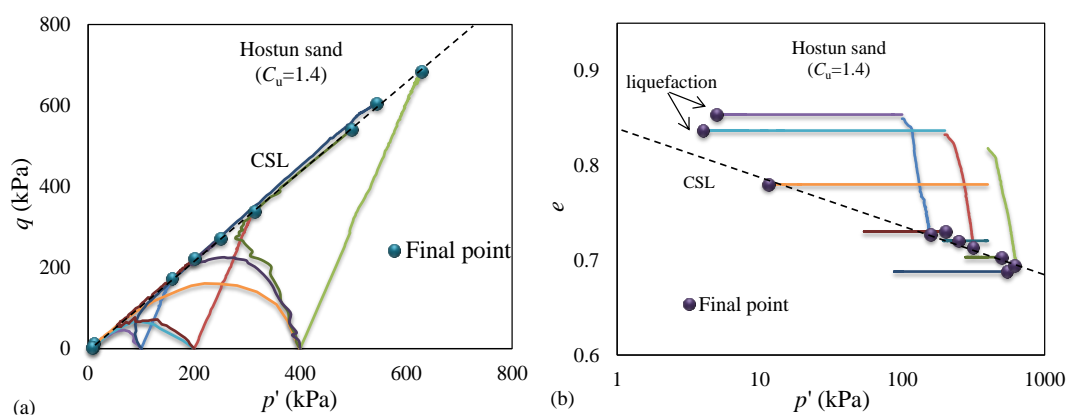 800
600
400
200
0
q (kPa)
Hostun sand
(Cu=1.4)
CSL
Final point
0 200 400 600 800
p' (kPa)
(a)
0.9
0.8
0.7
0.6
e
Hostun sand
(Cu=1.4)
liquefaction
CSL
Final point
1 10 100 1000
p' (kPa)
(b)